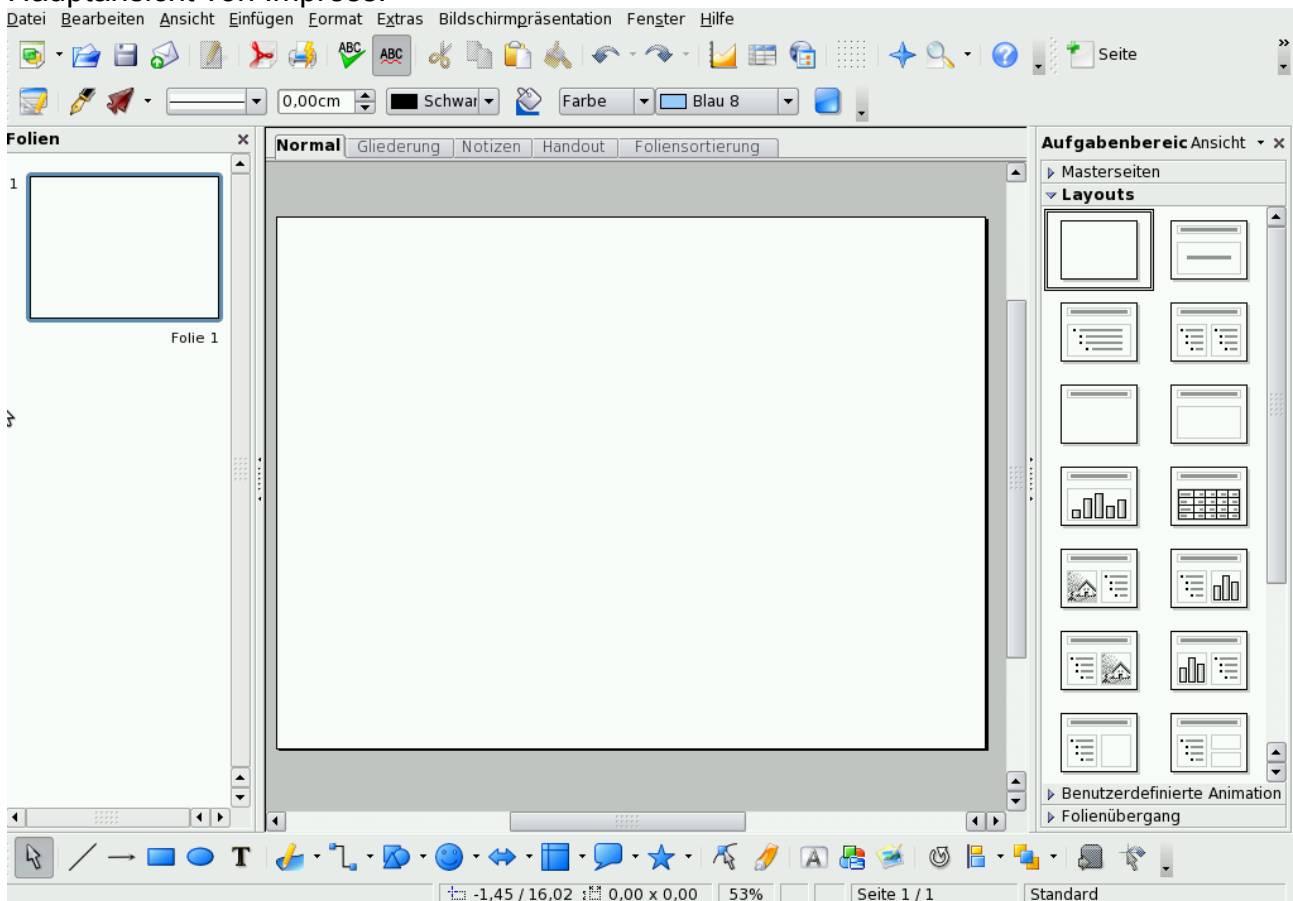 Datei Bearbeiten Ansicht Einfügen Format Extras Bildschirmpräsentation Fenster Hilfe
ABC ABC Seite
0,00cm Schwar Farbe Blau 8
Folien
Normal Gliederung Notizen Handout Foliensortierung
Aufgabenbereic Ansicht
Masterseiten
Layouts
1
Folie 1
Benutzerdefinierte Animation
Folienübergang
T A
-1,45 / 16,02 0,00 x 0,00 53% Seite 1 / 1 Standard